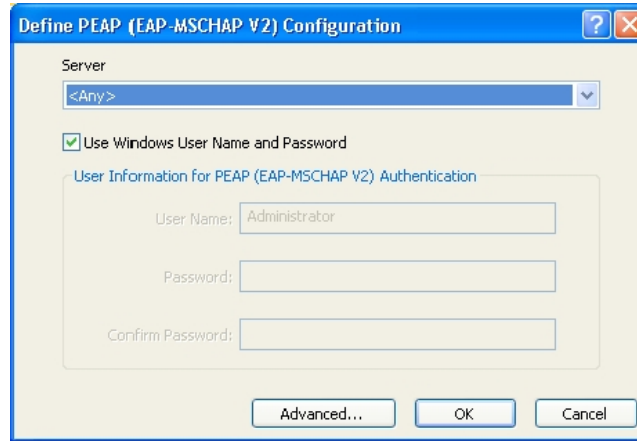 Define PEAP (EAP-MSCHAP V2) Configuration
Server
<Any>
Use Windows User Name and Password
User Information for PEAP (EAP-MSCHAP V2) Authentication
User Name: Administrator
Password:
Confirm Password:
Advanced... OK Cancel